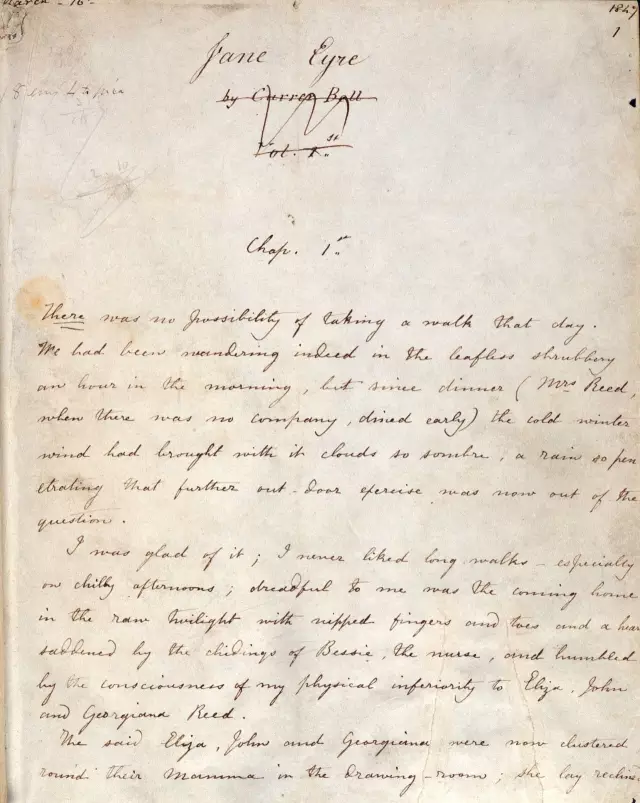 March - 16
1847
1
Jane Eyre
by Currer Bell
Vol. 1.st
Chap. 1st.
There was no possibility of taking a walk that day.
We had been wandering indeed in the leafless shrubbery
an hour in the morning, but since dinner (Mrs Reed,
when there was no company, dined early) the cold winter
wind had brought with it clouds so sombre, a rain so pen
etrating that further out-door exercise was now out of the
question.
I was glad of it; I never liked long walks - especially
on chilly afternoons; dreadful to me was the coming home
in the raw twilight with nipped fingers and toes and a hear
saddened by the chidings of Bessie, the nurse, and humbled
by the consciousness of my physical inferiority to Eliza, John
and Georgiana Reed.
The said Eliza, John and Georgiana were now clustered
round their Mamma in the drawing-room; she lay reclin